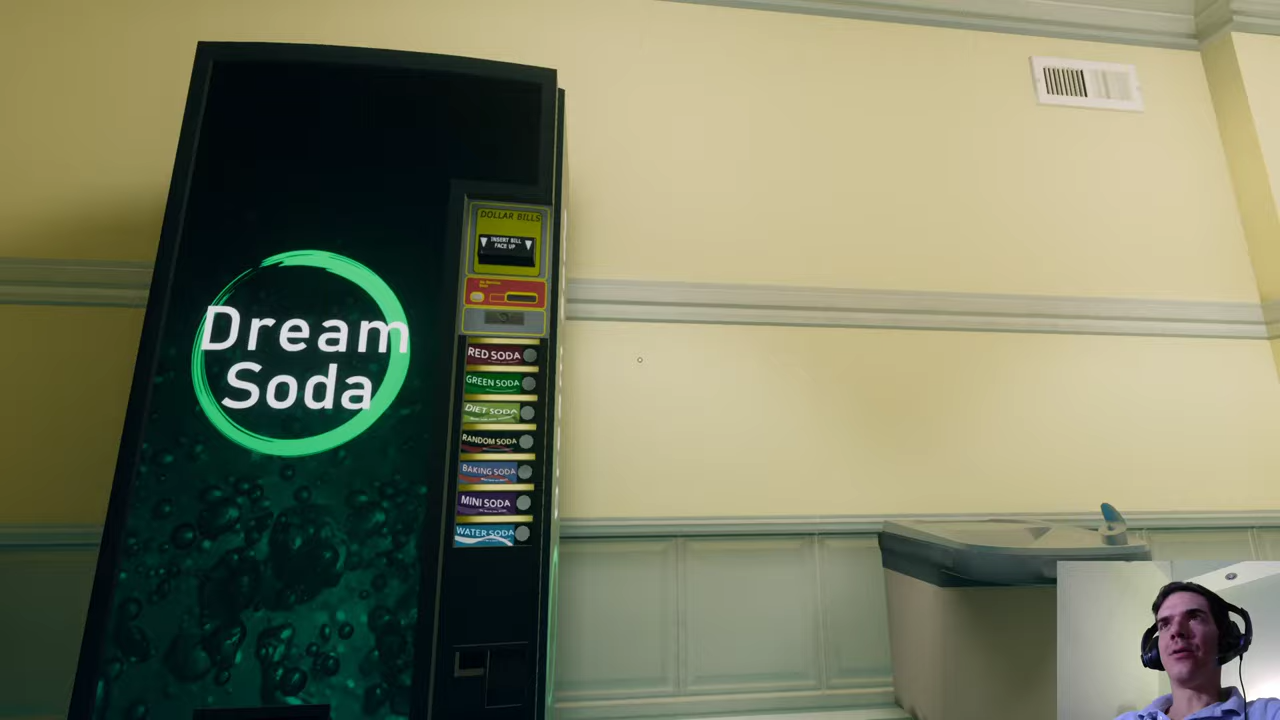 DOLLAR BILLS
INSERT BILL
FACE UP
Dream
Soda
RED SODA
GREEN SODA
DIET SODA
RANDOM SODA
BAKING SODA
MINI SODA
WATER SODA